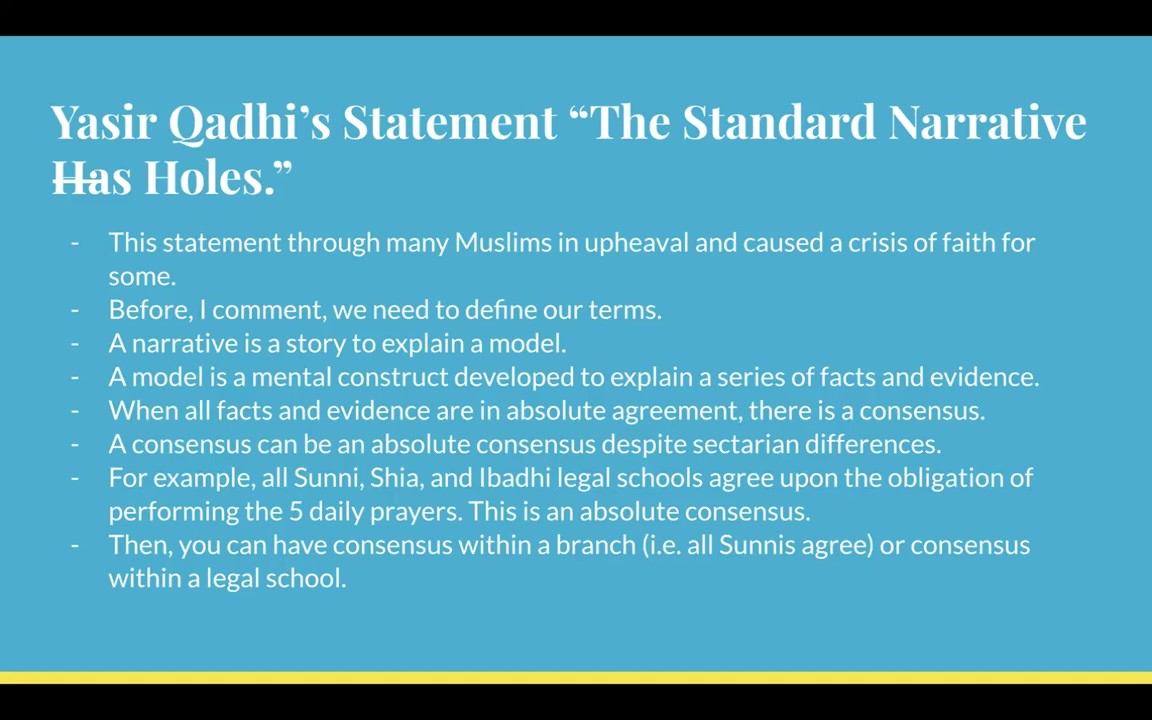 Yasir Qadhi’s Statement “The Standard Narrative
Has Holes.”
- This statement through many Muslims in upheaval and caused a crisis of faith for
some.
- Before, I comment, we need to define our terms.
- A narrative is a story to explain a model.
- A model is a mental construct developed to explain a series of facts and evidence.
- When all facts and evidence are in absolute agreement, there is a consensus.
- A consensus can be an absolute consensus despite sectarian differences.
- For example, all Sunni, Shia, and Ibadhi legal schools agree upon the obligation of
performing the 5 daily prayers. This is an absolute consensus.
- Then, you can have consensus within a branch (i.e. all Sunnis agree) or consensus
within a legal school.